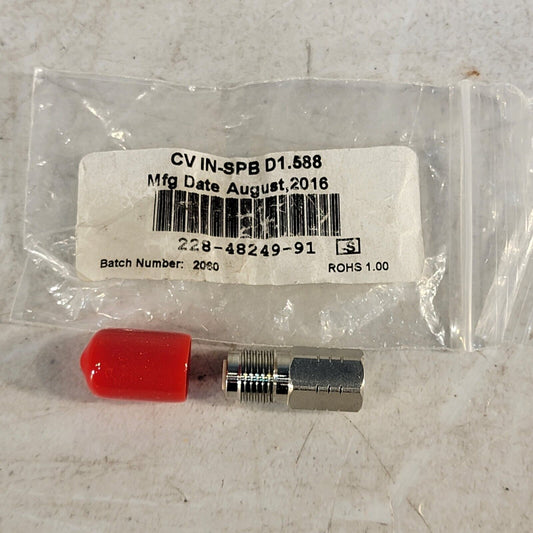 CV IN-SPB D1.588
Mfg Date August,2016
228-48249-91 S
Batch Number: 2060 ROHS 1.00